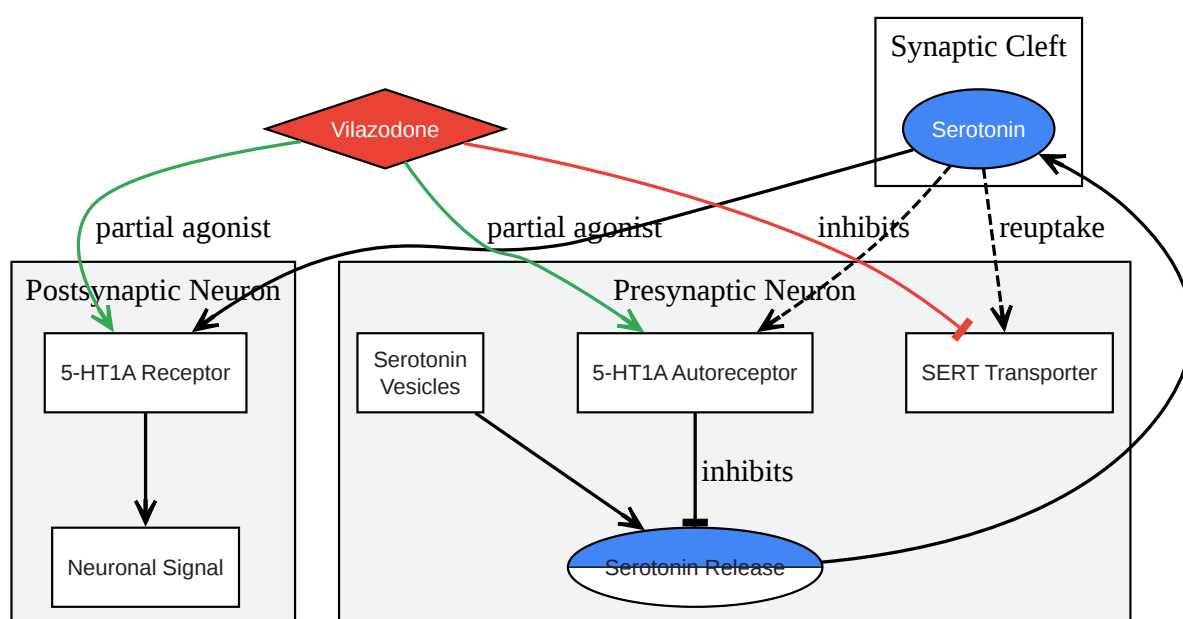 Synaptic Cleft
Vilazodone
Serotonin
partial agonist
partial agonist
inhibits
reuptake
Postsynaptic Neuron
Presynaptic Neuron
5-HT1A Receptor
Serotonin
Vesicles
5-HT1A Autoreceptor
SERT Transporter
inhibits
Neuronal Signal
Serotonin Release